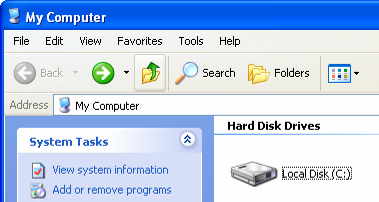 My Computer
File Edit View Favorites Tools Help
Back Search Folders
Address My Computer
System Tasks
View system information
Add or remove programs
Hard Disk Drives
Local Disk (C:)